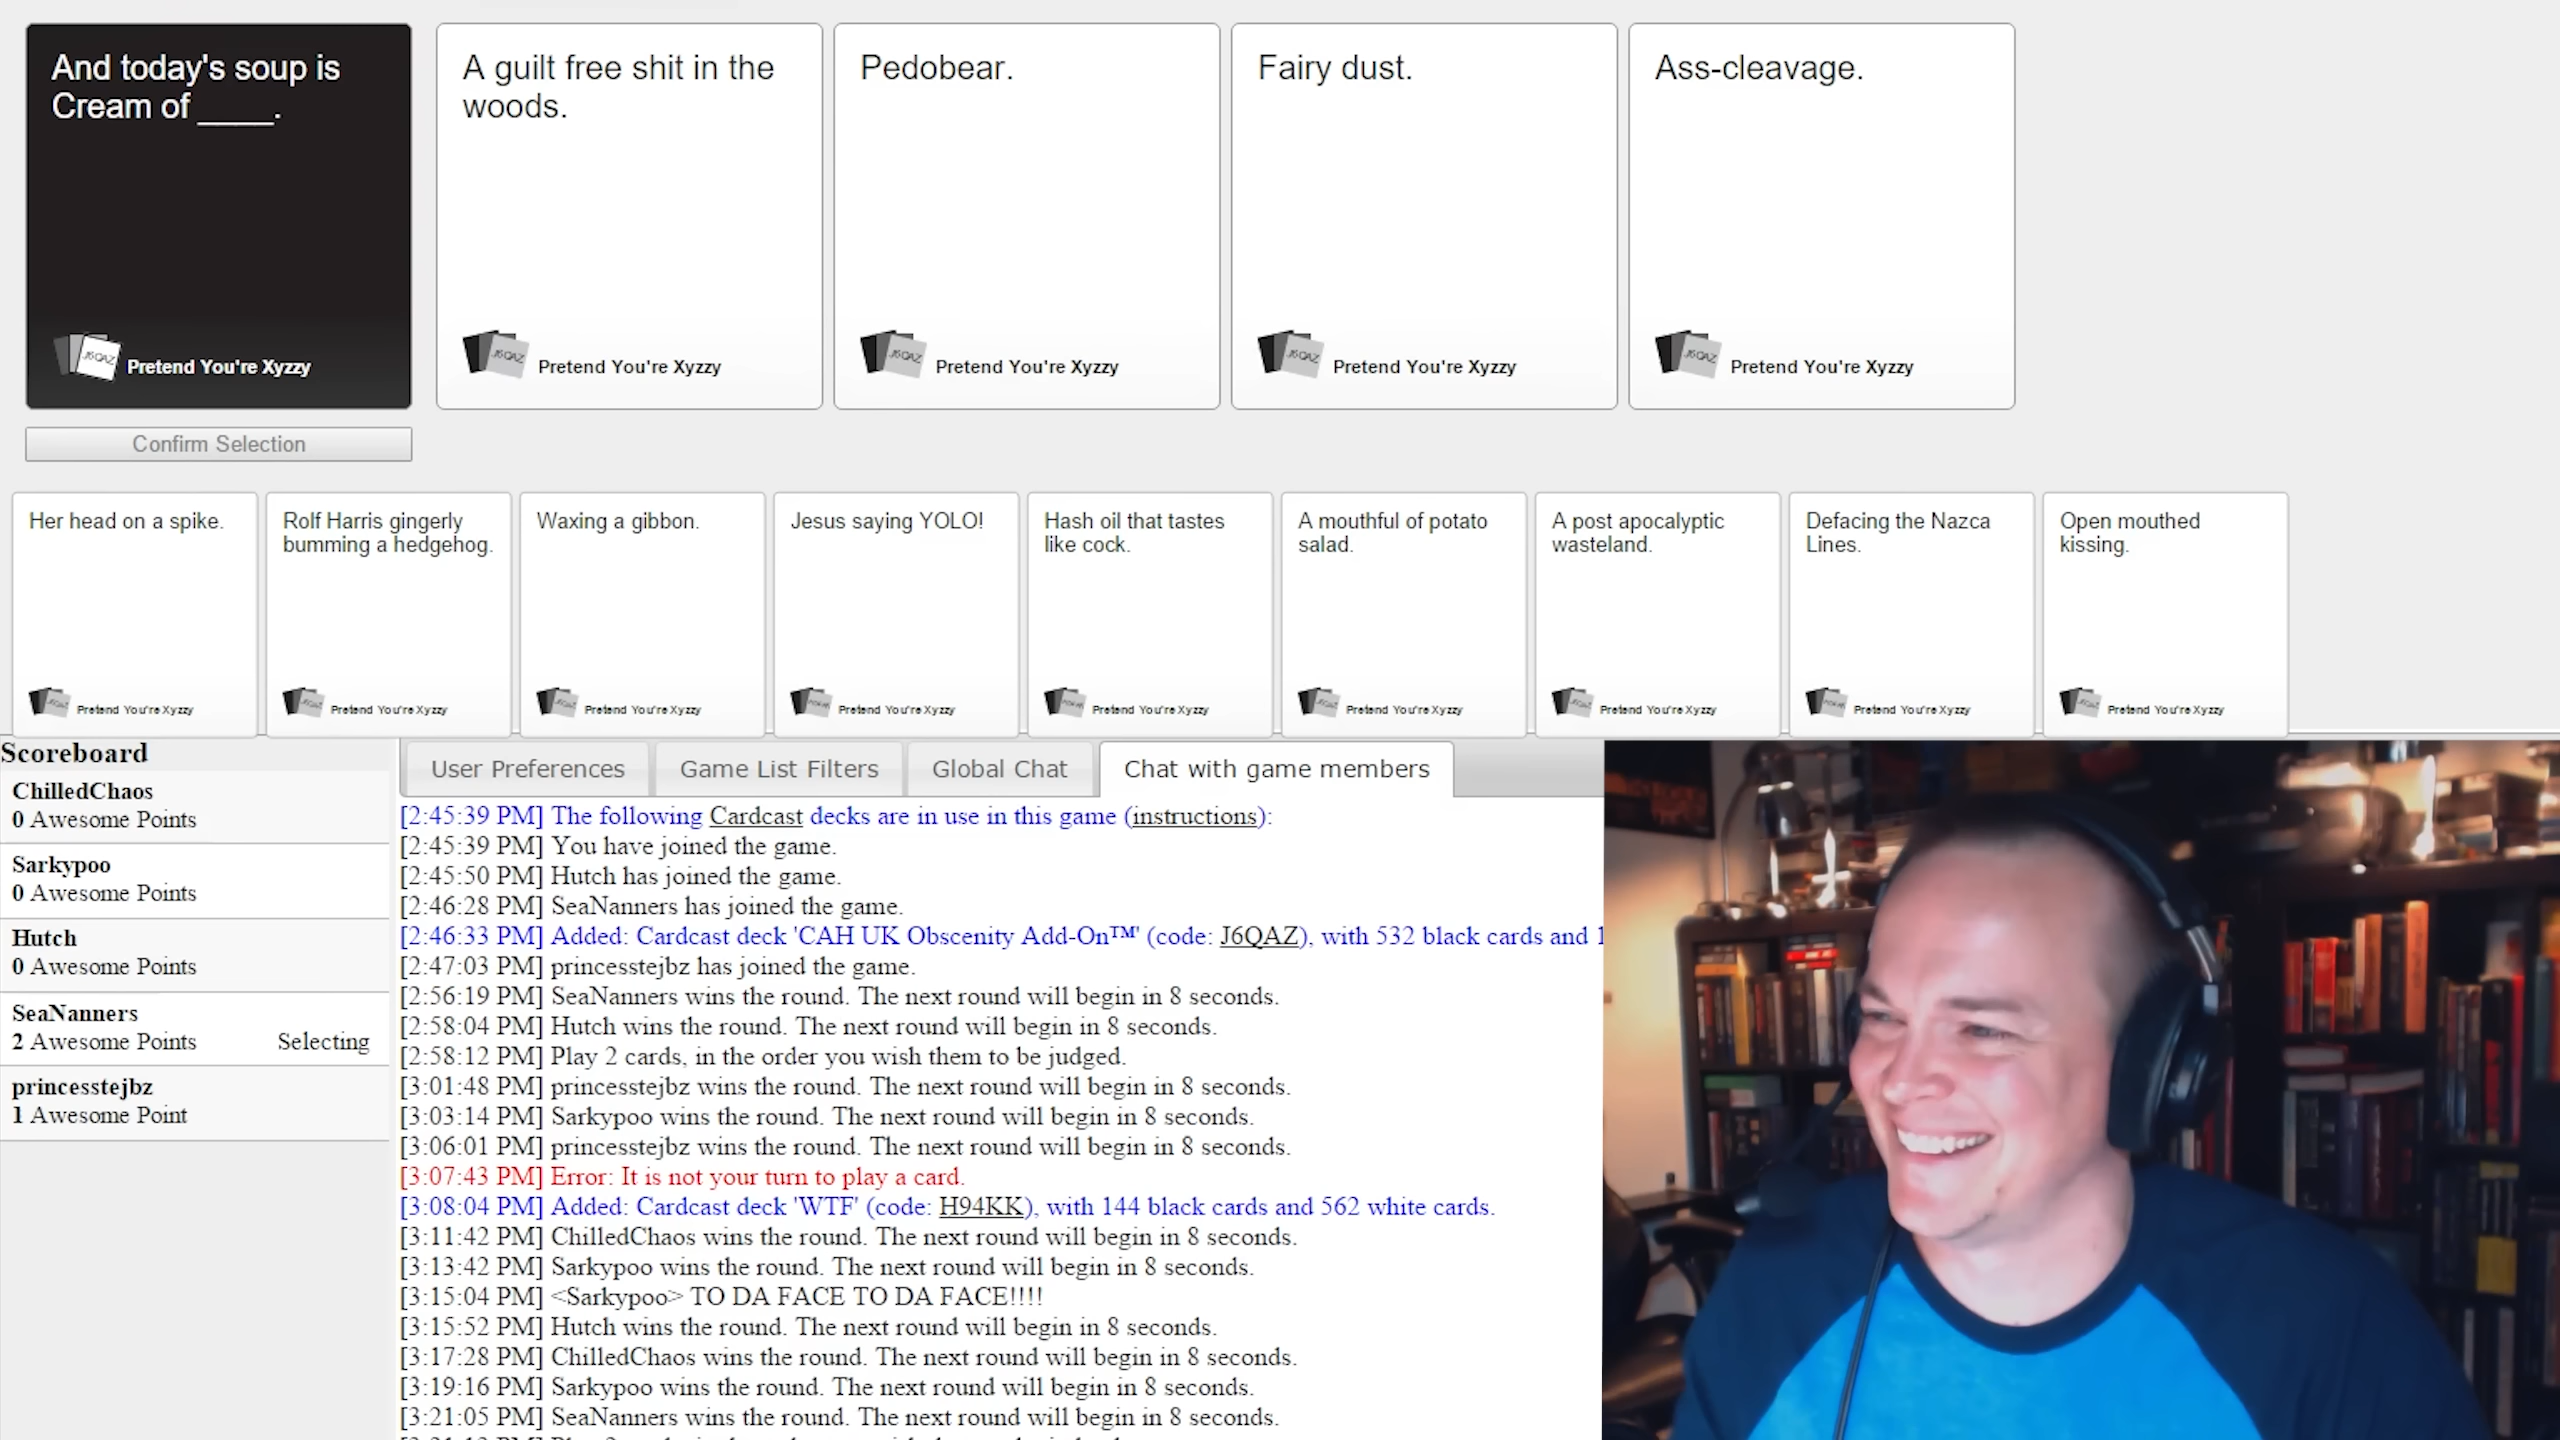 And today's soup is
Cream of ____.
J6QAZ
Pretend You're Xyzzy
A guilt free shit in the
woods.
J6QAZ
Pretend You're Xyzzy
Pedobear.
J6QAZ
Pretend You're Xyzzy
Fairy dust.
J6QAZ
Pretend You're Xyzzy
Ass-cleavage.
J6QAZ
Pretend You're Xyzzy
Confirm Selection
Her head on a spike.
Pretend You're Xyzzy
Rolf Harris gingerly
bumming a hedgehog.
Pretend You're Xyzzy
Waxing a gibbon.
Pretend You're Xyzzy
Jesus saying YOLO!
Pretend You're Xyzzy
Hash oil that tastes
like cock.
Pretend You're Xyzzy
A mouthful of potato
salad.
Pretend You're Xyzzy
A post apocalyptic
wasteland.
Pretend You're Xyzzy
Defacing the Nazca
Lines.
Pretend You're Xyzzy
Open mouthed
kissing.
Pretend You're Xyzzy
Scoreboard
ChilledChaos
0 Awesome Points
Sarkypoo
0 Awesome Points
Hutch
0 Awesome Points
SeaNanners
2 Awesome Points Selecting
princesstejbz
1 Awesome Point
User Preferences
Game List Filters
Global Chat
Chat with game members
[2:45:39 PM] The following Cardcast decks are in use in this game (instructions):
[2:45:39 PM] You have joined the game.
[2:45:50 PM] Hutch has joined the game.
[2:46:28 PM] SeaNanners has joined the game.
[2:46:33 PM] Added: Cardcast deck 'CAH UK Obscenity Add-On™' (code: J6QAZ), with 532 black cards and 1
[2:47:03 PM] princesstejbz has joined the game.
[2:56:19 PM] SeaNanners wins the round. The next round will begin in 8 seconds.
[2:58:04 PM] Hutch wins the round. The next round will begin in 8 seconds.
[2:58:12 PM] Play 2 cards, in the order you wish them to be judged.
[3:01:48 PM] princesstejbz wins the round. The next round will begin in 8 seconds.
[3:03:14 PM] Sarkypoo wins the round. The next round will begin in 8 seconds.
[3:06:01 PM] princesstejbz wins the round. The next round will begin in 8 seconds.
[3:07:43 PM] Error: It is not your turn to play a card.
[3:08:04 PM] Added: Cardcast deck 'WTF' (code: H94KK), with 144 black cards and 562 white cards.
[3:11:42 PM] ChilledChaos wins the round. The next round will begin in 8 seconds.
[3:13:42 PM] Sarkypoo wins the round. The next round will begin in 8 seconds.
[3:15:04 PM] <Sarkypoo> TO DA FACE TO DA FACE!!!!
[3:15:52 PM] Hutch wins the round. The next round will begin in 8 seconds.
[3:17:28 PM] ChilledChaos wins the round. The next round will begin in 8 seconds.
[3:19:16 PM] Sarkypoo wins the round. The next round will begin in 8 seconds.
[3:21:05 PM] SeaNanners wins the round. The next round will begin in 8 seconds.